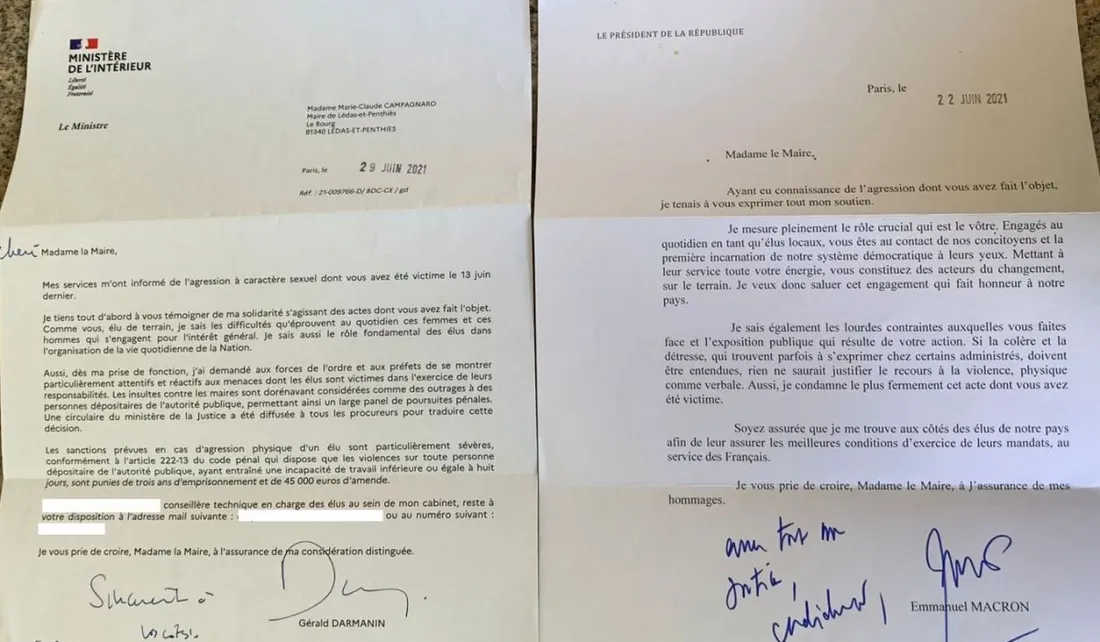 MINISTÈRE
DE L'INTÉRIEUR
Liberté
Égalité
Fraternité
Le Ministre
Madame Marie-Claude CAMPAGNARO
Maire de Lédas-et-Penthiès
Le Bourg
81340 LÉDAS-ET-PENTHIES
Paris, le 29 JUIN 2021
Réf. : 21-009766-D/ BDC-CE / gd
Madame la Maire,
Mes services m'ont informé de l'agression à caractère sexuel dont vous avez été victime le 13 juin
dernier.
Je tiens tout d'abord à vous témoigner de ma solidarité s'agissant des actes dont vous avez fait l'objet.
Comme vous, élu de terrain, je sais les difficultés qu'éprouvent au quotidien ces femmes et ces
hommes qui s'engagent pour l'intérêt général. Je sais aussi le rôle fondamental des élus dans
l'organisation de la vie quotidienne de la Nation.
Aussi, dès ma prise de fonction, j'ai demandé aux forces de l'ordre et aux préfets de se montrer
particulièrement attentifs et réactifs aux menaces dont les élus sont victimes dans l'exercice de leurs
responsabilités. Les insultes contre les maires sont dorénavant considérées comme des outrages à des
personnes dépositaires de l'autorité publique, permettant ainsi un large panel de poursuites pénales.
Une circulaire du ministère de la Justice a été diffusée à tous les procureurs pour traduire cette
décision.
Les sanctions prévues en cas d'agression physique d'un élu sont particulièrement sévères,
conformément à l'article 222-13 du code pénal qui dispose que les violences sur toute personne
dépositaire de l'autorité publique, ayant entraîné une incapacité de travail inférieure ou égale à huit
jours, sont punies de trois ans d'emprisonnement et de 45 000 euros d'amende.
conseillère technique en charge des élus au sein de mon cabinet, reste à
votre disposition à l'adresse mail suivante : ou au numéro suivant :
Je vous prie de croire, Madame la Maire, à l'assurance de ma considération distinguée.
Gérald DARMANIN
LE PRÉSIDENT DE LA RÉPUBLIQUE
Paris, le
22 JUIN 2021
Madame le Maire,
Ayant eu connaissance de l'agression dont vous avez fait l'objet,
je tenais à vous exprimer tout mon soutien.
Je mesure pleinement le rôle crucial qui est le vôtre. Engagés au
quotidien en tant qu'élus locaux, vous êtes au contact de nos concitoyens et la
première incarnation de notre système démocratique à leurs yeux. Mettant à
leur service toute votre énergie, vous constituez des acteurs du changement,
sur le terrain. Je veux donc saluer cet engagement qui fait honneur à notre
pays.
Je sais également les lourdes contraintes auxquelles vous faites
face et l'exposition publique qui résulte de votre action. Si la colère et la
détresse, qui trouvent parfois à s'exprimer chez certains administrés, doivent
être entendues, rien ne saurait justifier le recours à la violence, physique
comme verbale. Aussi, je condamne le plus fermement cet acte dont vous avez
été victime.
Soyez assurée que je me trouve aux côtés des élus de notre pays
afin de leur assurer les meilleures conditions d'exercice de leurs mandats, au
service des Français.
Je vous prie de croire, Madame le Maire, à l'assurance de mes
hommages.
Emmanuel MACRON